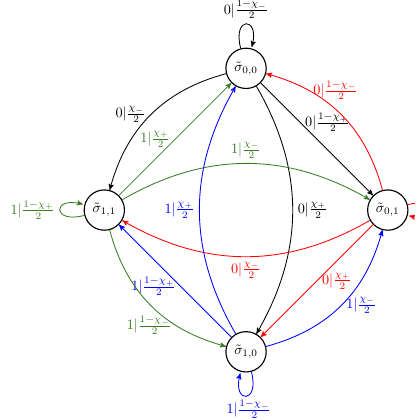 0|\frac{1-\chi_-}{2}
\tilde{\sigma}_{0,0}
0|\frac{1-\chi_-}{2}
0|\frac{\chi_-}{2}
0|\frac{1-\chi_+}{2}
1|\frac{\chi_+}{2}
1|\frac{\chi_-}{2}
1|\frac{1-\chi_+}{2}
\tilde{\sigma}_{1,1}
1|\frac{\chi_+}{2}
0|\frac{\chi_+}{2}
\tilde{\sigma}_{0,1}
0|\frac{\chi_-}{2}
0|\frac{\chi_+}{2}
1|\frac{1-\chi_+}{2}
1|\frac{\chi_-}{2}
1|\frac{1-\chi_-}{2}
\tilde{\sigma}_{1,0}
1|\frac{1-\chi_-}{2}